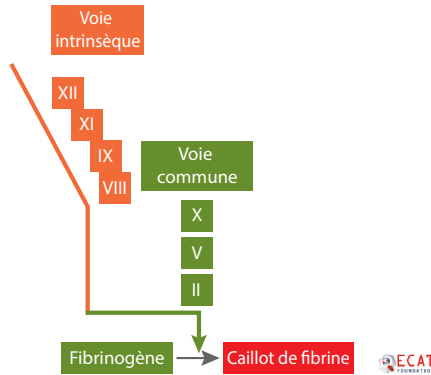 Voie
intrinsèque
XII
XI
IX
VIII
Voie
commune
X
V
II
Fibrinogène
Caillot de fibrine
ECAT